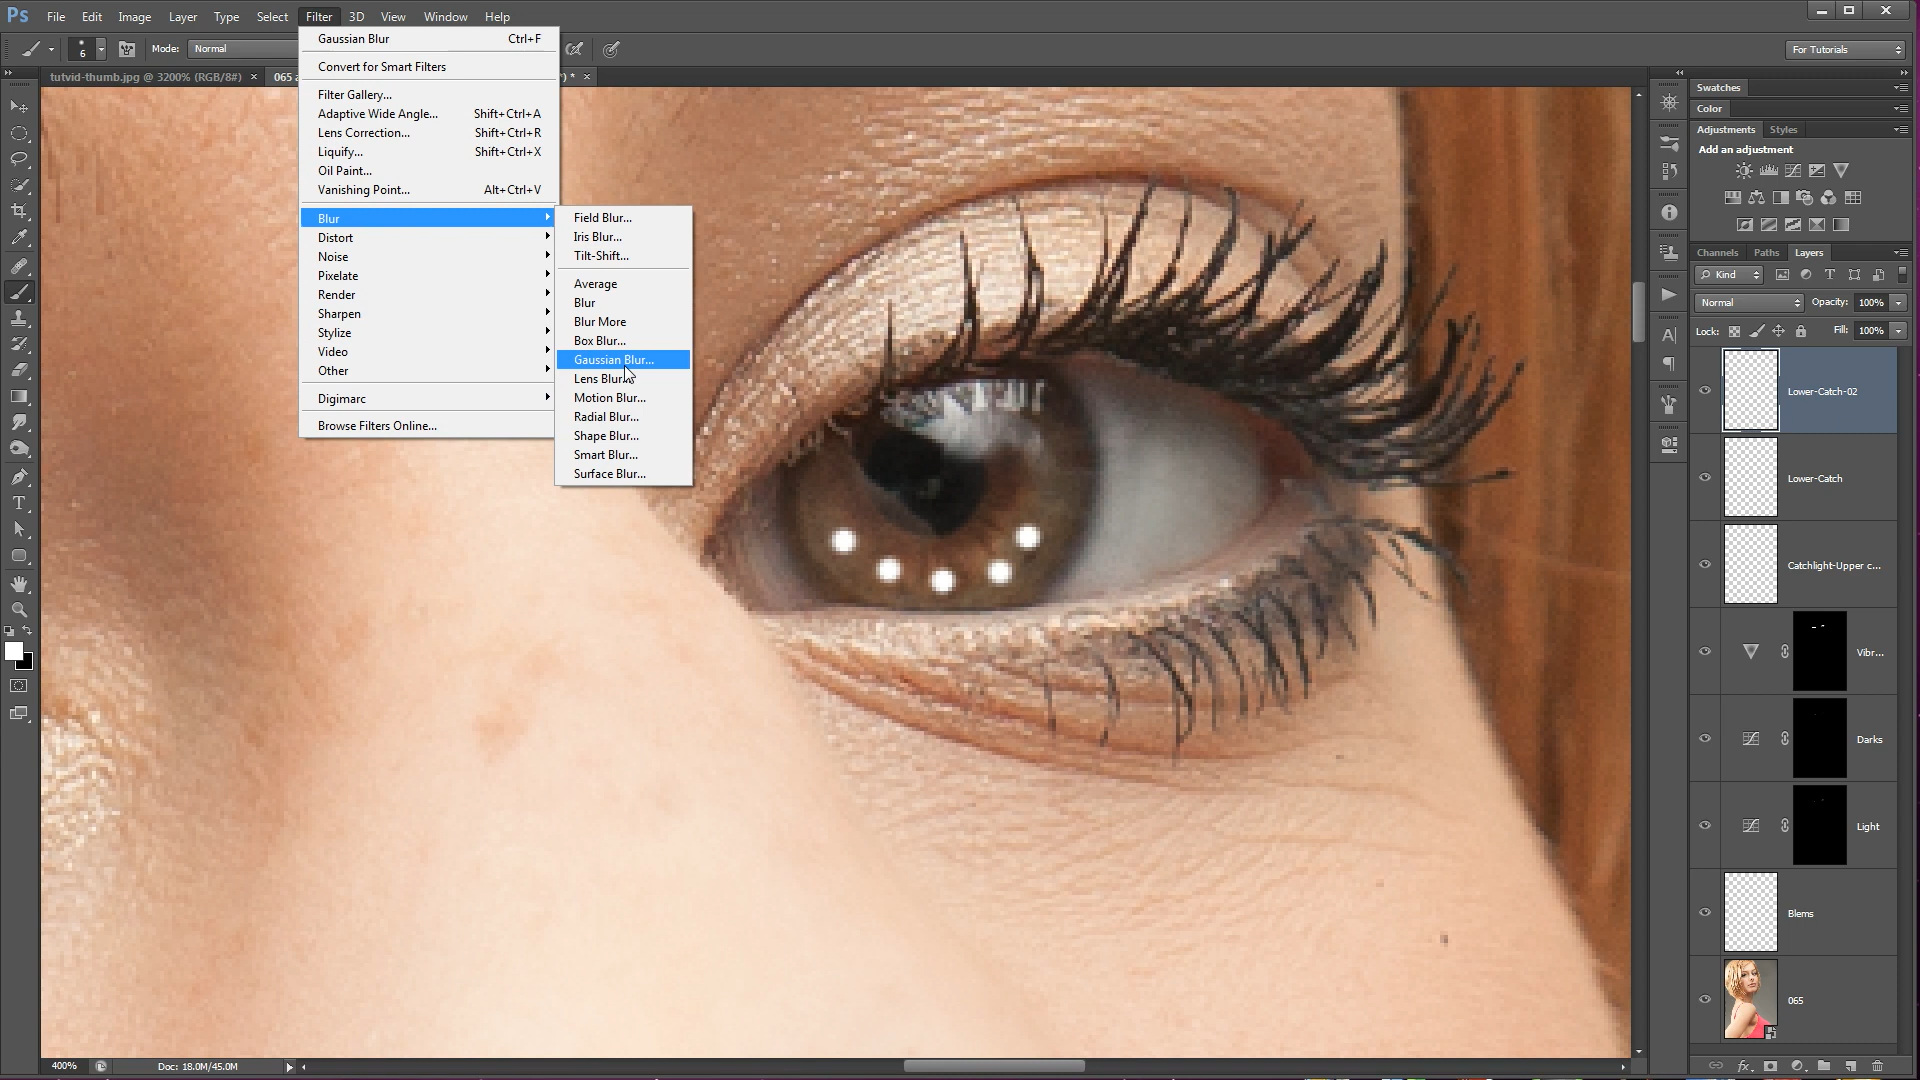 Ps File Edit Image Layer Type Select Filter 3D View Window Help
6 Mode: Normal For Tutorials
tutvid-thumb.jpg @ 3200% (RGB/8#) × 065 a ) * ×
Gaussian Blur Ctrl+F
Convert for Smart Filters
Filter Gallery...
Adaptive Wide Angle... Shift+Ctrl+A
Lens Correction... Shift+Ctrl+R
Liquify... Shift+Ctrl+X
Oil Paint...
Vanishing Point... Alt+Ctrl+V
Blur
Distort
Noise
Pixelate
Render
Sharpen
Stylize
Video
Other
Digimarc
Browse Filters Online...
Field Blur...
Iris Blur...
Tilt-Shift...
Average
Blur
Blur More
Box Blur...
Gaussian Blur...
Lens Blur...
Motion Blur...
Radial Blur...
Shape Blur...
Smart Blur...
Surface Blur...
Swatches
Color
Adjustments Styles
Add an adjustment
Channels Paths Layers
Kind
Normal Opacity: 100%
Lock: Fill: 100%
Lower-Catch-02
Lower-Catch
Catchlight-Upper c...
Vibr...
Darks
Light
Blems
065
fx
400% Doc: 18.0M/45.0M